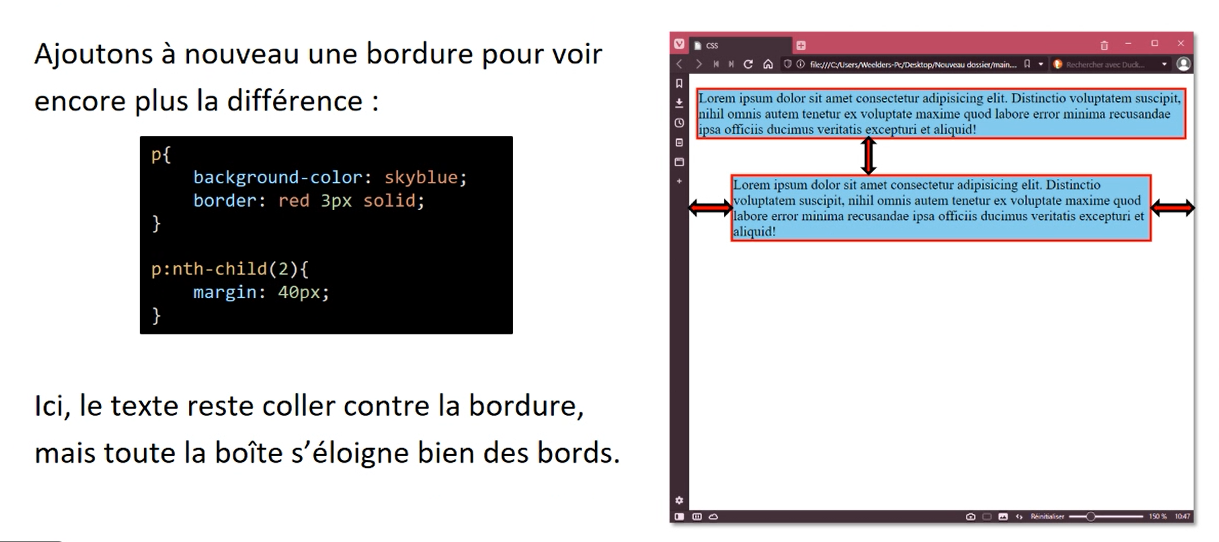 Ajoutons à nouveau une bordure pour voir
encore plus la différence :
p{
background-color: skyblue;
border: red 3px solid;
}
p:nth-child(2){
margin: 40px;
}
Ici, le texte reste coller contre la bordure,
mais toute la boîte s’éloigne bien des bords.
CSS
file:///C:/Users/Weelders-Pc/Desktop/Nouveau dossier/main...
Rechercher avec Duck...
Lorem ipsum dolor sit amet consectetur adipisicing elit. Distinctio voluptatem suscipit,
nihil omnis autem tenetur ex voluptate maxime quod labore error minima recusandae
ipsa officiis ducimus veritatis excepturi et aliquid!
Lorem ipsum dolor sit amet consectetur adipisicing elit. Distinctio
voluptatem suscipit, nihil omnis autem tenetur ex voluptate maxime quod
labore error minima recusandae ipsa officiis ducimus veritatis excepturi et
aliquid!
Réinitialiser 150 % 10:47